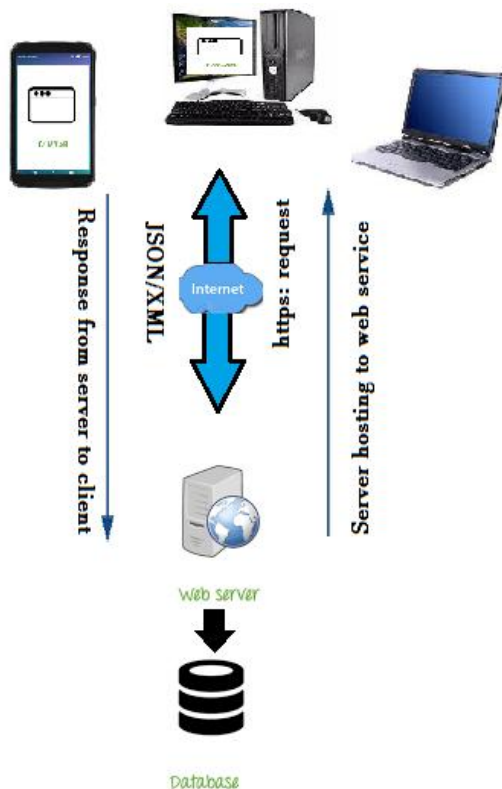 Response from server to client
JSON/XML
Internet
https: request
Server hosting to web service
Web server
Database